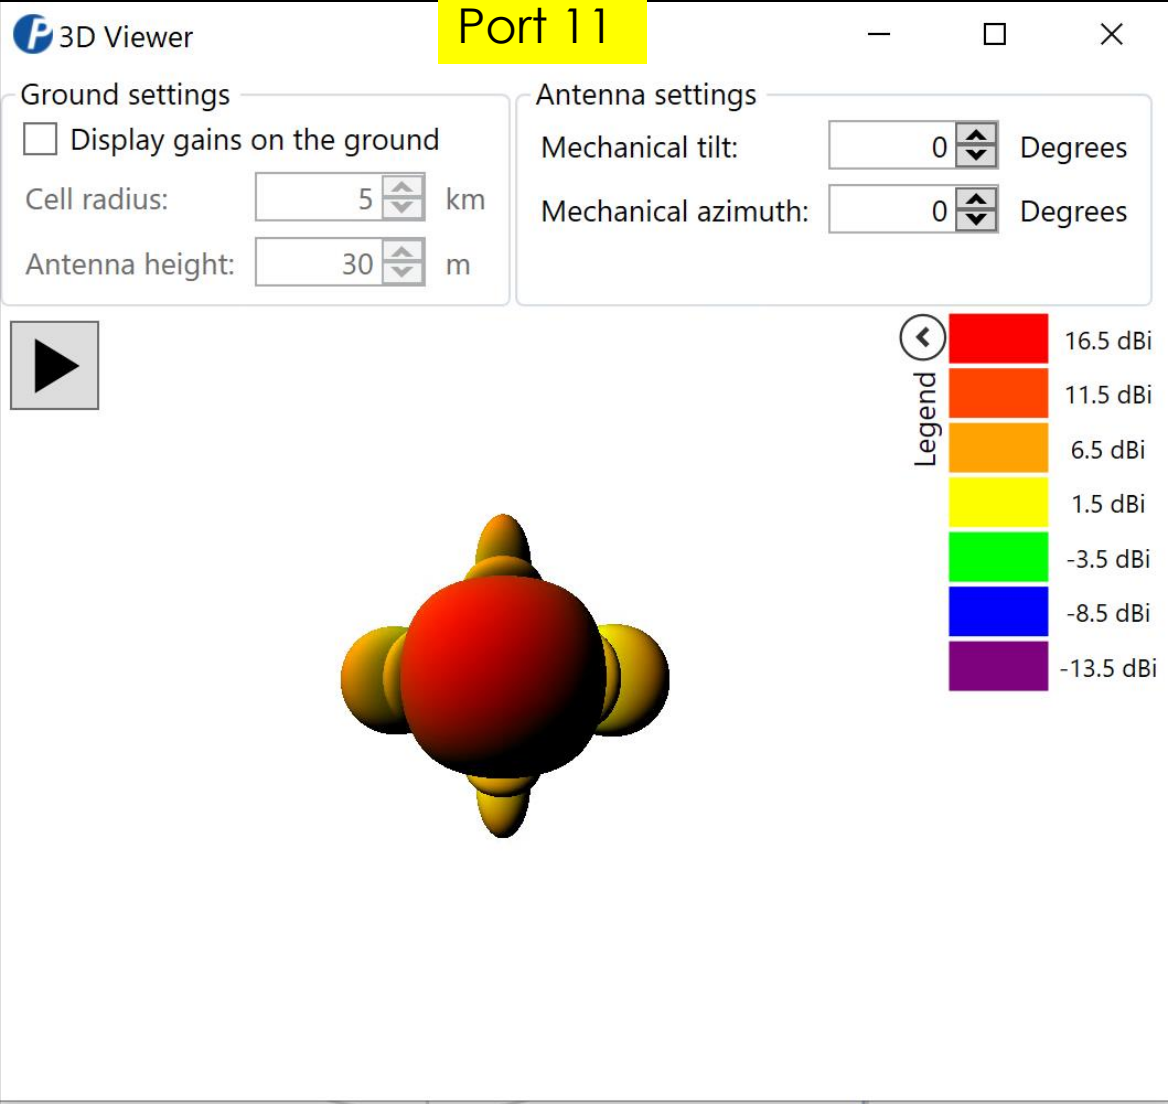 3D Viewer
Port 11
Ground settings
Display gains on the ground
Cell radius: 5 km
Antenna height: 30 m
Antenna settings
Mechanical tilt: 0 Degrees
Mechanical azimuth: 0 Degrees
Legend
16.5 dBi
11.5 dBi
6.5 dBi
1.5 dBi
-3.5 dBi
-8.5 dBi
-13.5 dBi